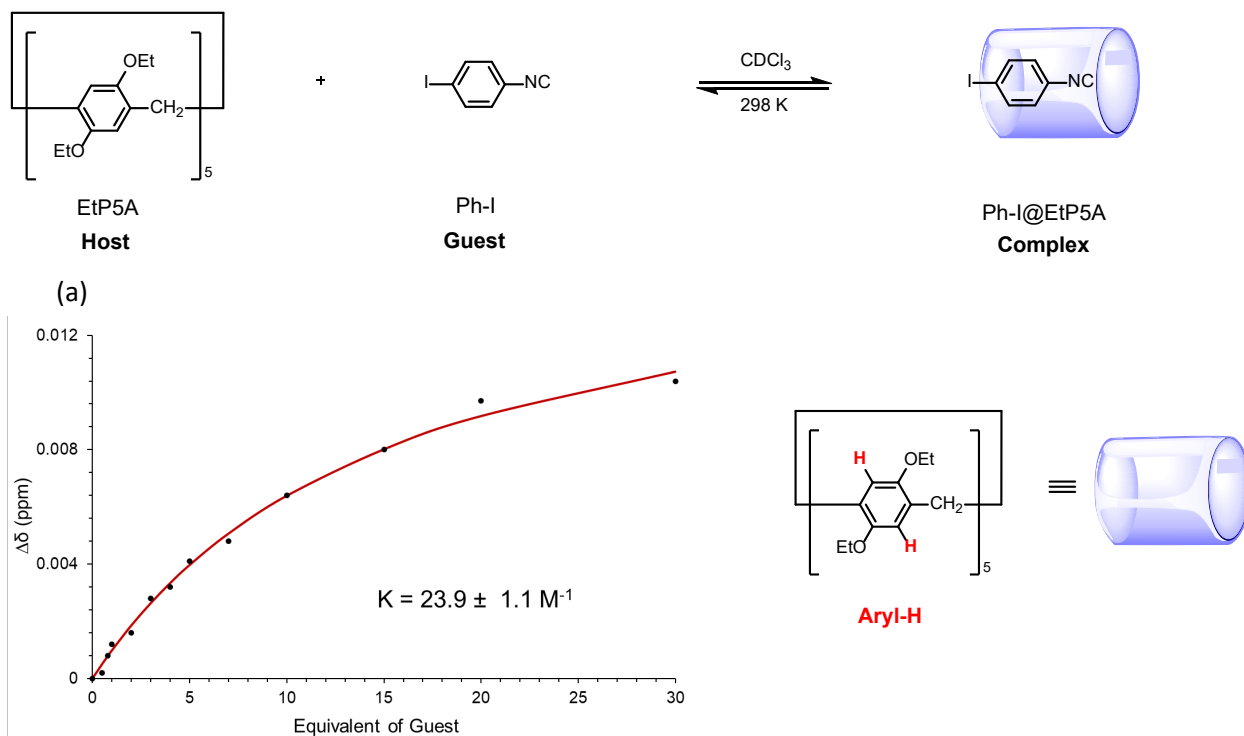 OEt
EtO
CH2
5
EtP5A
Host
+
I
NC
Ph-I
Guest
CDCl3
298 K
I
NC
Ph-I@EtP5A
Complex
(a)
0.012
0.008
0.004
0
Δδ (ppm)
K = 23.9 ± 1.1 M-1
0 5 10 15 20 25 30
Equivalent of Guest
H
OEt
CH2
EtO
H
5
Aryl-H